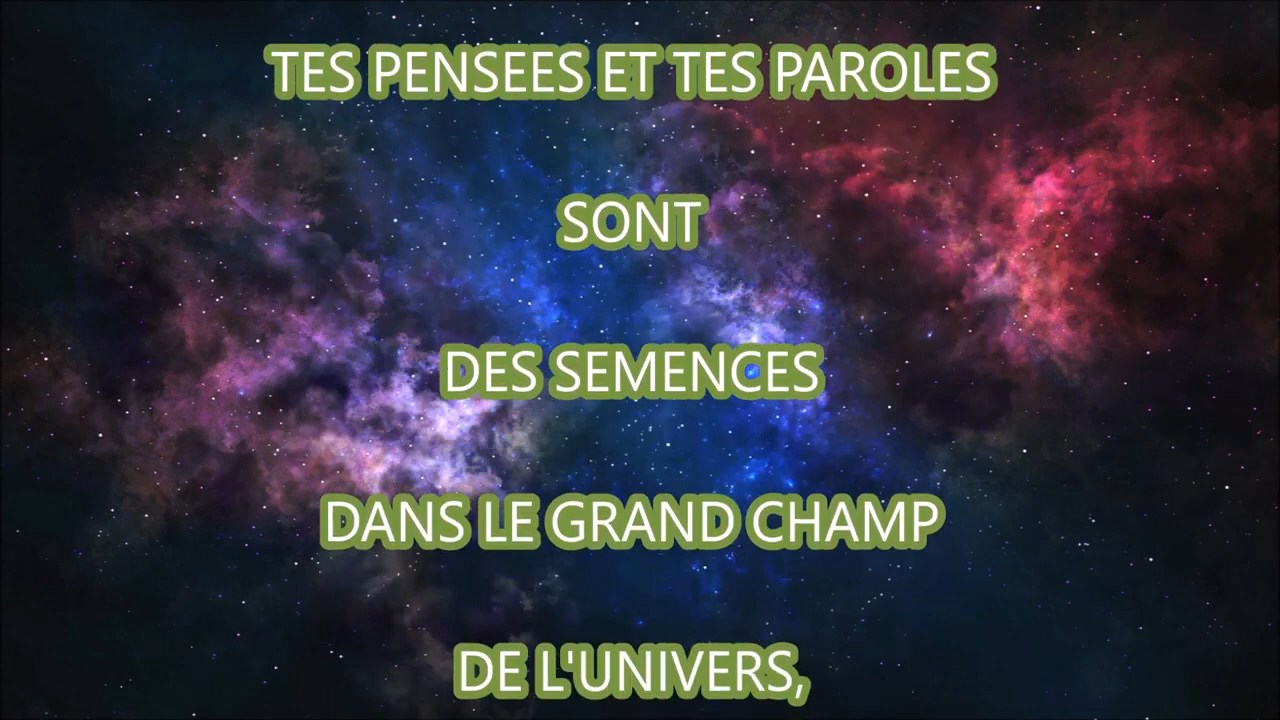 TES PENSEES ET TES PAROLES
SONT
DES SEMENCES
DANS LE GRAND CHAMP
DE L'UNIVERS,